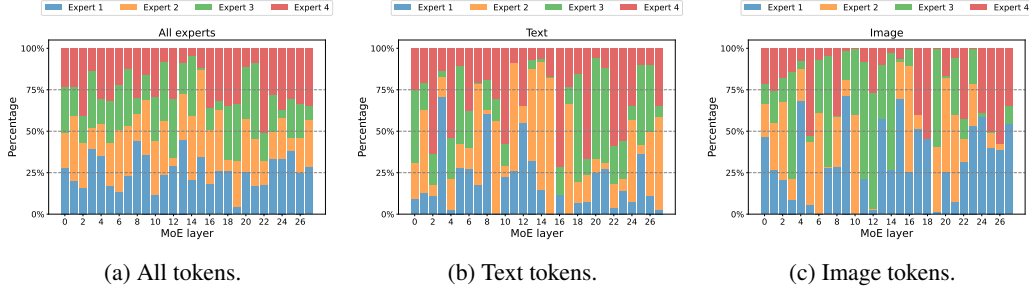 Expert 1 Expert 2 Expert 3 Expert 4
All experts
100%
75%
50%
25%
0%
Percentage
0 2 4 6 8 10 12 14 16 18 20 22 24 26
MoE layer
(a) All tokens.
Expert 1 Expert 2 Expert 3 Expert 4
Text
100%
75%
50%
25%
0%
Percentage
0 2 4 6 8 10 12 14 16 18 20 22 24 26
MoE layer
(b) Text tokens.
Expert 1 Expert 2 Expert 3 Expert 4
Image
100%
75%
50%
25%
0%
Percentage
0 2 4 6 8 10 12 14 16 18 20 22 24 26
MoE layer
(c) Image tokens.